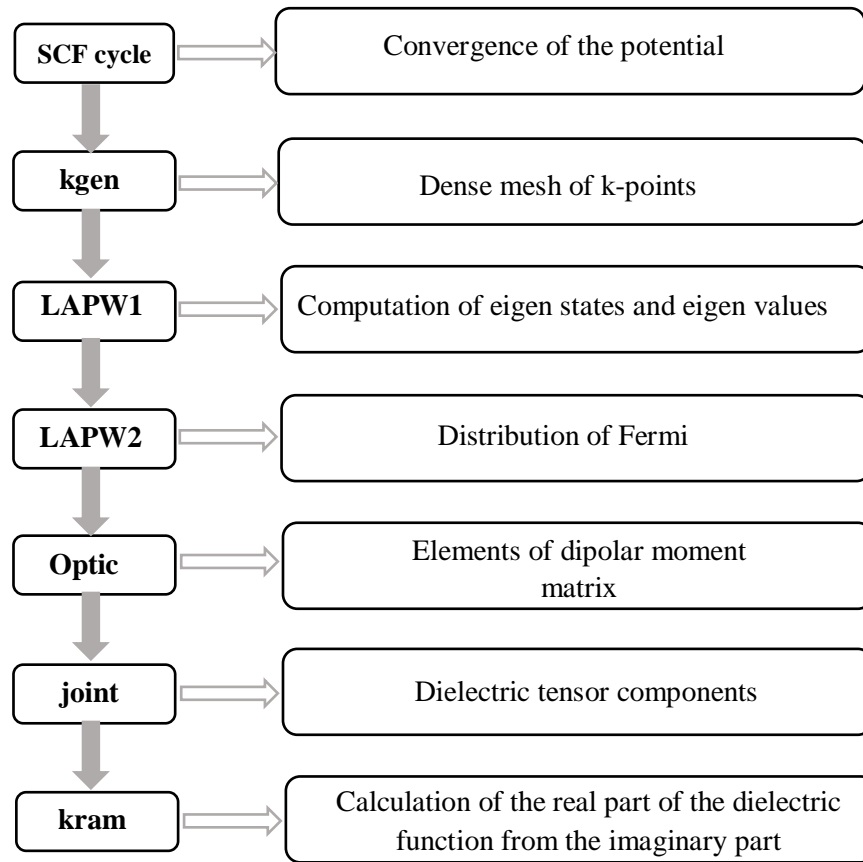 SCF cycle
Convergence of the potential
kgen
Dense mesh of k-points
LAPW1
Computation of eigen states and eigen values
LAPW2
Distribution of Fermi
Optic
Elements of dipolar moment
matrix
joint
Dielectric tensor components
kram
Calculation of the real part of the dielectric
function from the imaginary part